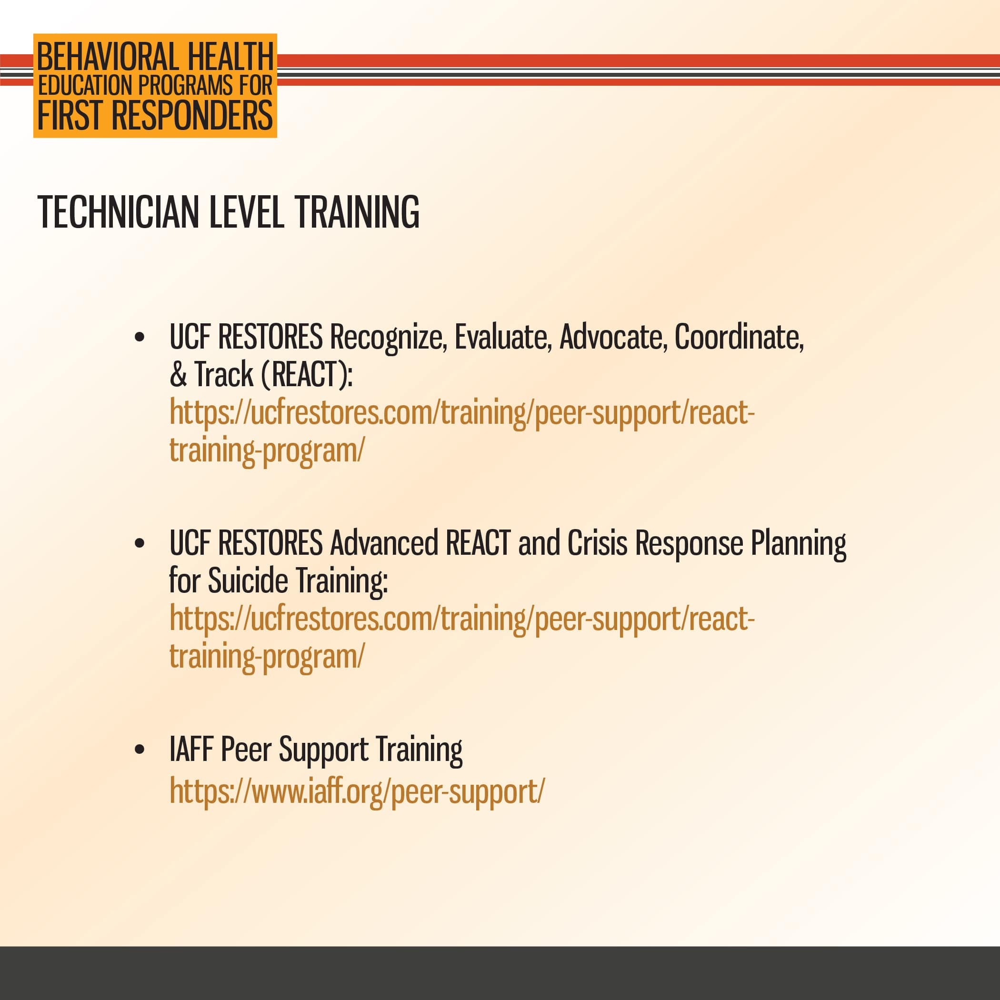 BEHAVIORAL HEALTH
EDUCATION PROGRAMS FOR
FIRST RESPONDERS
TECHNICIAN LEVEL TRAINING
• UCF RESTORES Recognize, Evaluate, Advocate, Coordinate,
& Track (REACT):
https://ucfrestores.com/training/peer-support/react-
training-program/
• UCF RESTORES Advanced REACT and Crisis Response Planning
for Suicide Training:
https://ucfrestores.com/training/peer-support/react-
training-program/
• IAFF Peer Support Training
https://www.iaff.org/peer-support/